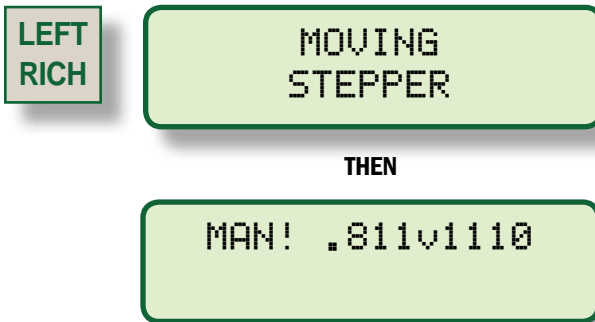 LEFT
RICH
MOVING
STEPPER
THEN
MAN! .811v1110